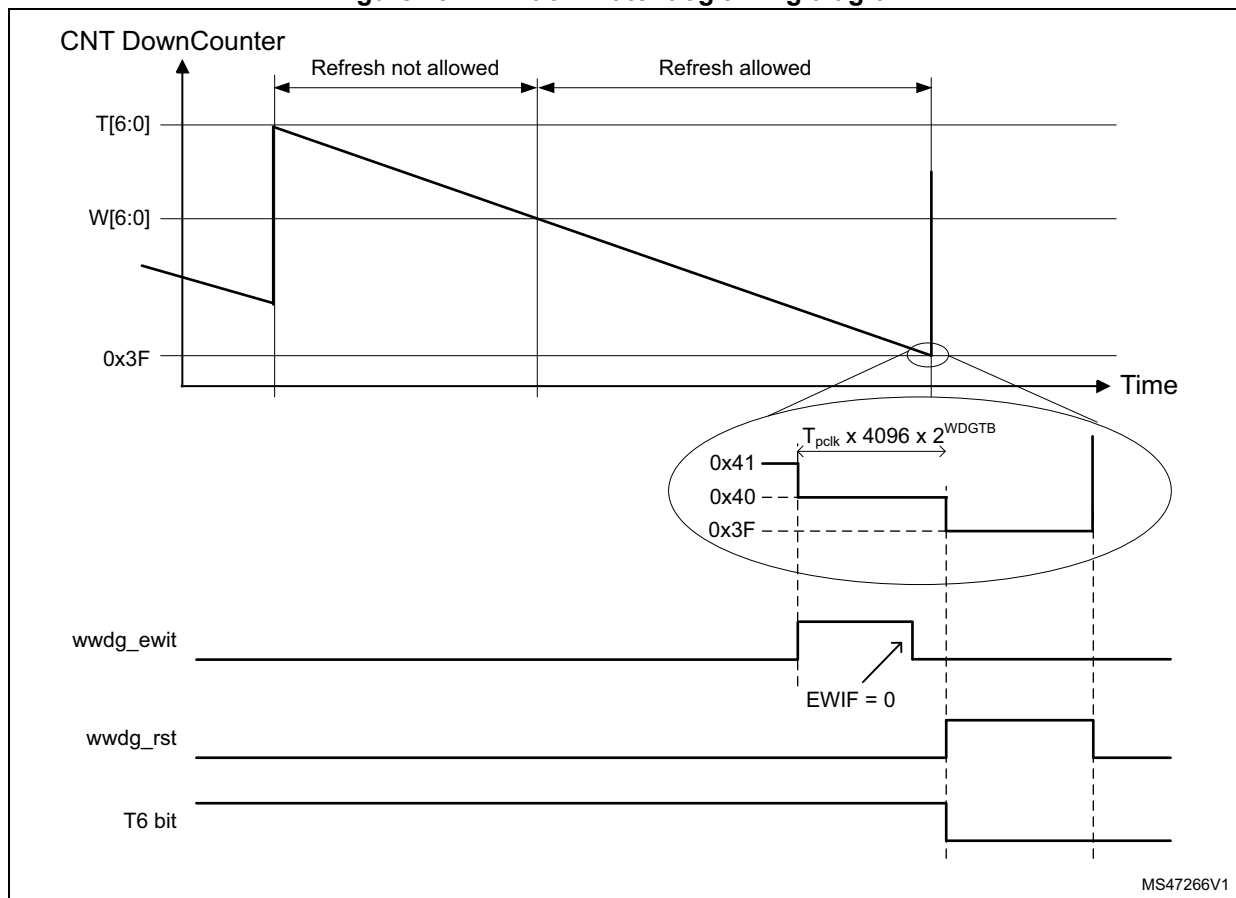 CNT DownCounter
Refresh not allowed
Refresh allowed
T[6:0]
W[6:0]
0x3F
Time
Tpclk x 4096 x 2WDGTB
0x41
0x40
0x3F
wwdg_ewit
EWIF = 0
wwdg_rst
T6 bit
MS47266V1